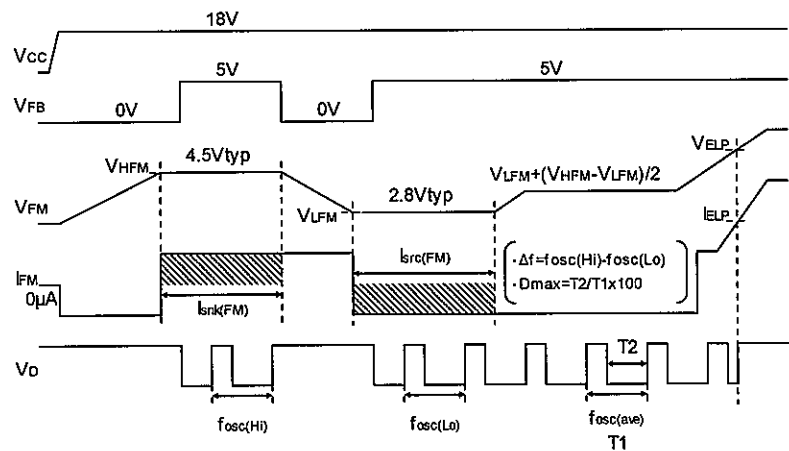 18V
VCC
5V
5V
VFB
0V
0V
VHFM
4.5Vtyp
VELP
VLFM+(VHFM-VLFM)/2
VFM
VLFM
2.8Vtyp
IELP
Isrc(FM)
·Δf=fosc(Hi)-fosc(Lo)
·Dmax=T2/T1x100
IFM
0μA
Isnk(FM)
T2
VD
fosc(Hi)
fosc(Lo)
fosc(ave)
T1